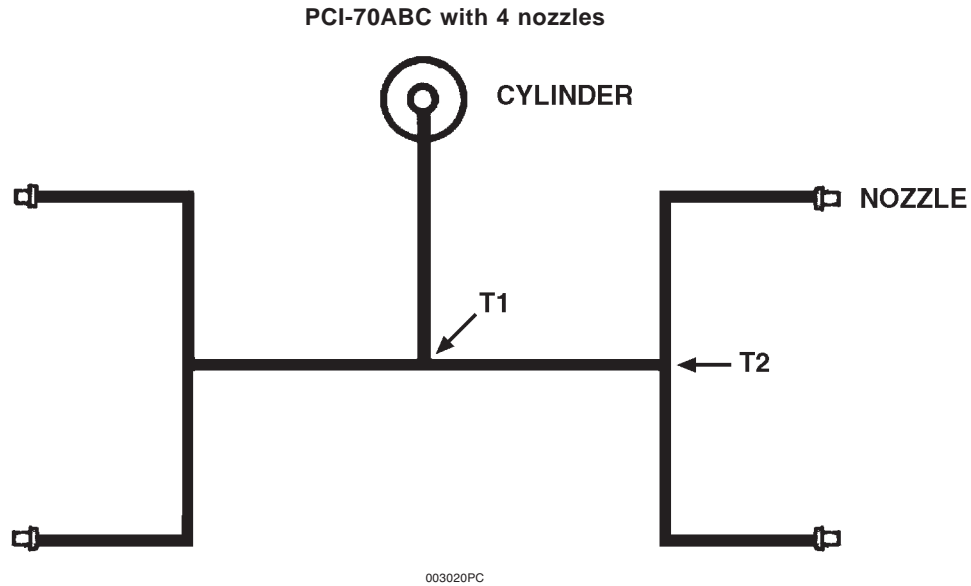 PCI-70ABC with 4 nozzles
CYLINDER
NOZZLE
T1
T2
003020PC